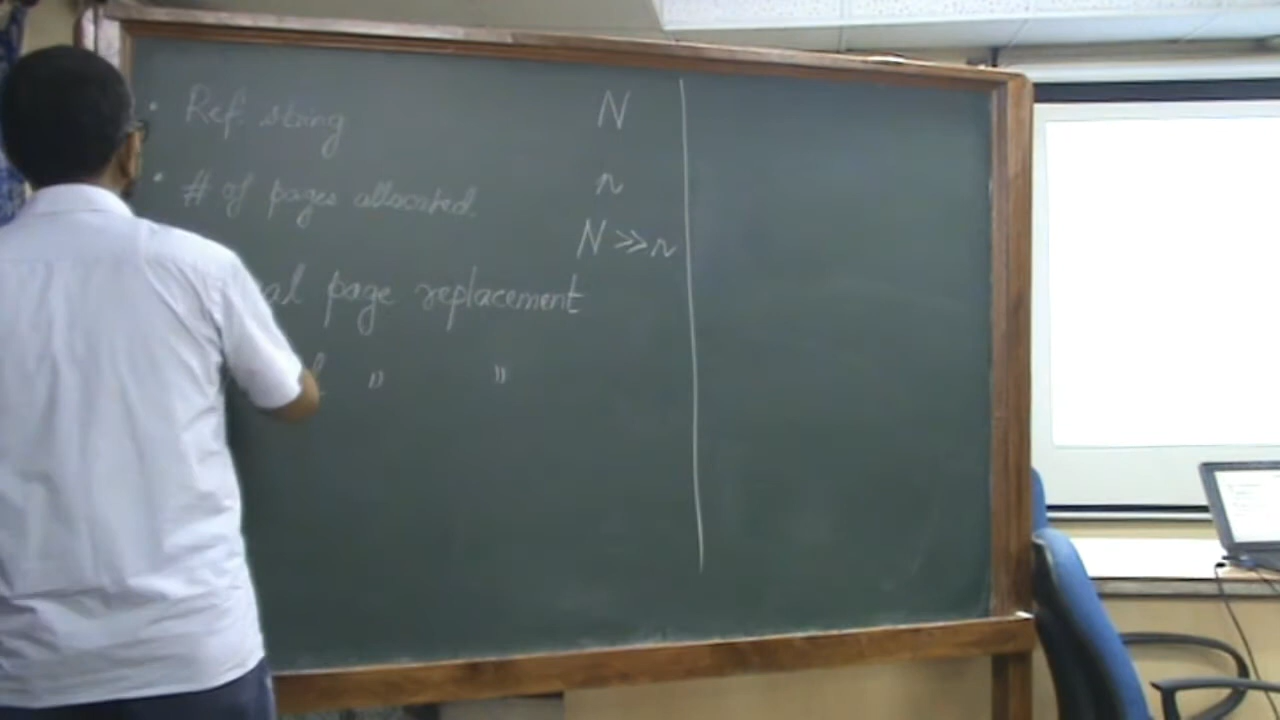 • Ref. string N
• # of pages allocated. n
N >> n
al page replacement
l " "